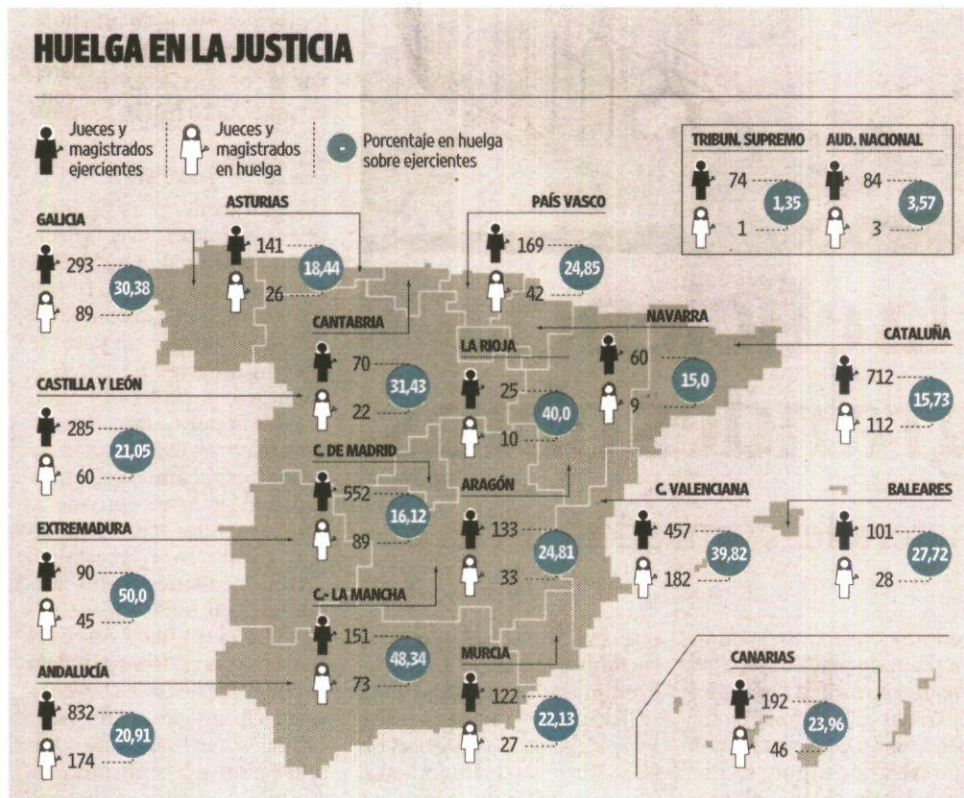 HUELGA EN LA JUSTICIA
Jueces y
magistrados
ejercientes
Jueces y
magistrados
en huelga
Porcentaje en huelga
sobre ejercientes
TRIBUN. SUPREMO
74
1,35
1
AUD. NACIONAL
84
3,57
3
GALICIA
293
30,38
89
ASTURIAS
141
18,44
26
PAÍS VASCO
169
24,85
42
CANTABRIA
70
31,43
22
LA RIOJA
25
40,0
10
NAVARRA
60
15,0
9
CATALUÑA
712
15,73
112
CASTILLA Y LEÓN
285
21,05
60
C. DE MADRID
552
16,12
89
ARAGÓN
133
24,81
33
C. VALENCIANA
457
39,82
182
BALEARES
101
27,72
28
EXTREMADURA
90
50,0
45
C.- LA MANCHA
151
48,34
73
MURCIA
122
22,13
27
CANARIAS
192
23,96
46
ANDALUCÍA
832
20,91
174